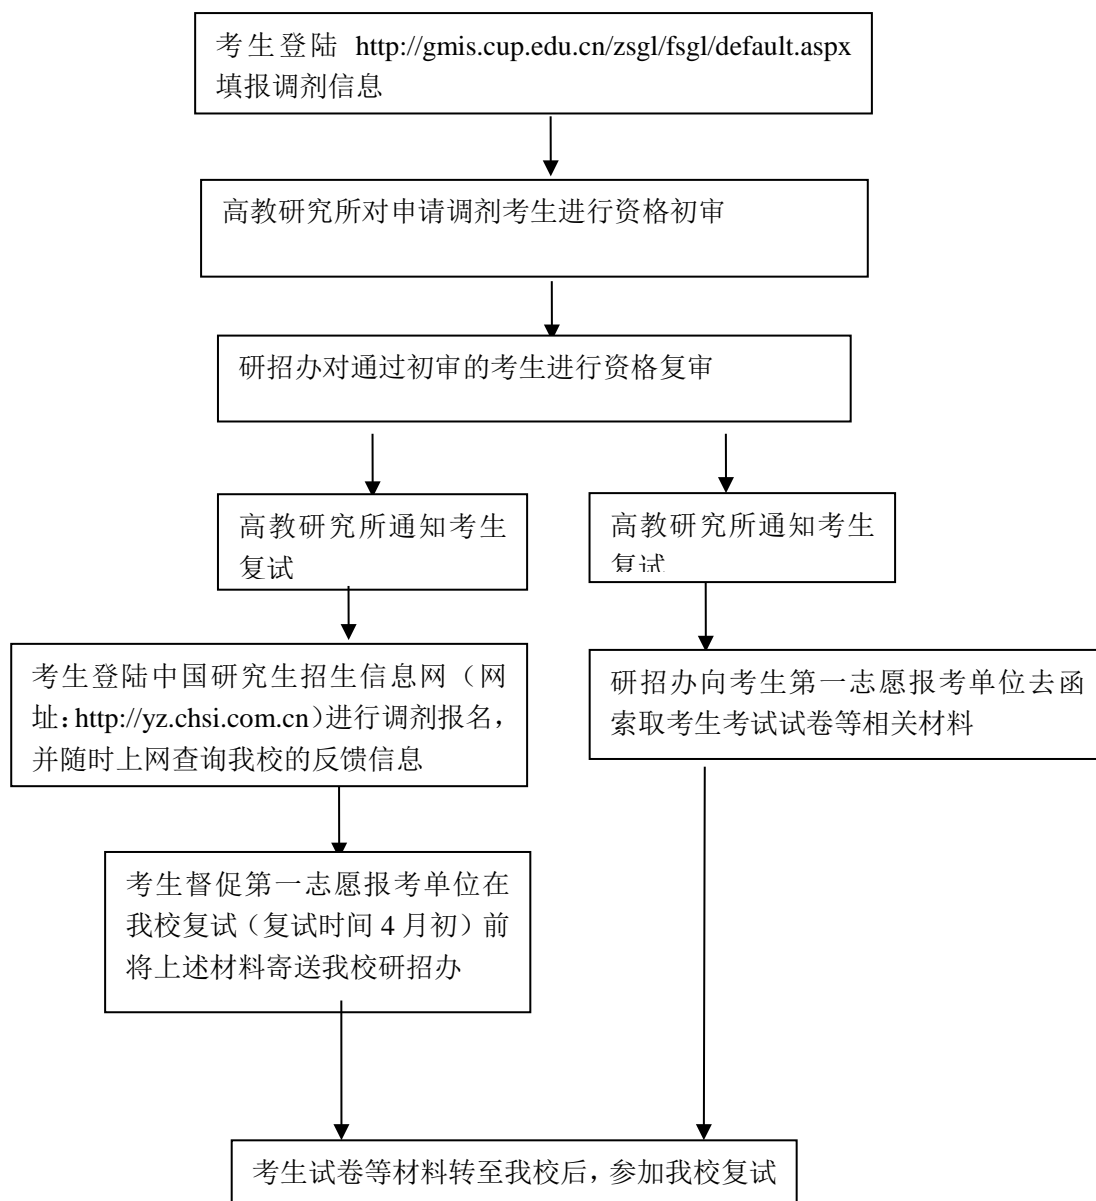 考生登陆 http://gmis.cup.edu.cn/zsgl/fsgl/default.aspx
填报调剂信息
高教研究所对申请调剂考生进行资格初审
研招办对通过初审的考生进行资格复审
高教研究所通知考生
复试
高教研究所通知考生
复试
考生登陆中国研究生招生信息网（网
址：http://yz.chsi.com.cn）进行调剂报名，
并随时上网查询我校的反馈信息
研招办向考生第一志愿报考单位去函
索取考生考试试卷等相关材料
考生督促第一志愿报考单位在
我校复试（复试时间 4 月初）前
将上述材料寄送我校研招办
考生试卷等材料转至我校后，参加我校复试